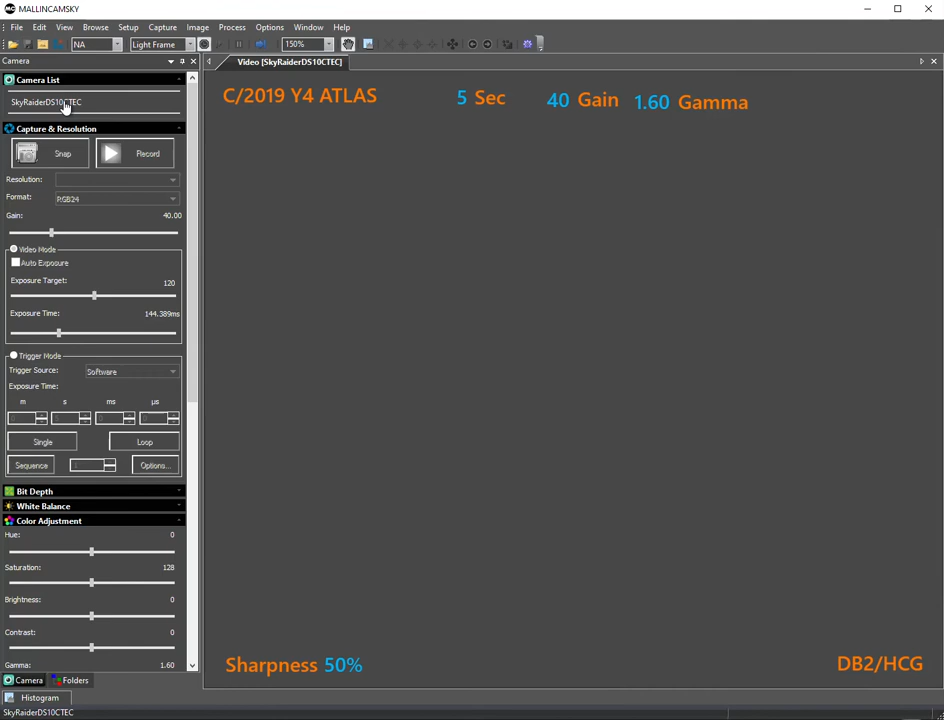 MALLINCAMSKY
File Edit View Browse Setup Capture Image Process Options Window Help
NA Light Frame 150%
Camera
Video [SkyRaiderDS10CTEC]
Camera List
SkyRaiderDS10CTEC
C/2019 Y4 ATLAS 5 Sec 40 Gain 1.60 Gamma
Capture & Resolution
Snap Record
Resolution:
Format: RGB24
Gain: 40.00
Video Mode
Auto Exposure
Exposure Target: 120
Exposure Time: 144.389ms
Trigger Mode
Trigger Source: Software
Exposure Time:
m s ms µs
Single Loop
Sequence Options...
Bit Depth
White Balance
Color Adjustment
Hue: 0
Saturation: 128
Brightness: 0
Contrast: 0
Gamma: 1.60
Sharpness 50% DB2/HCG
Camera Folders
Histogram
SkyRaiderDS10CTEC